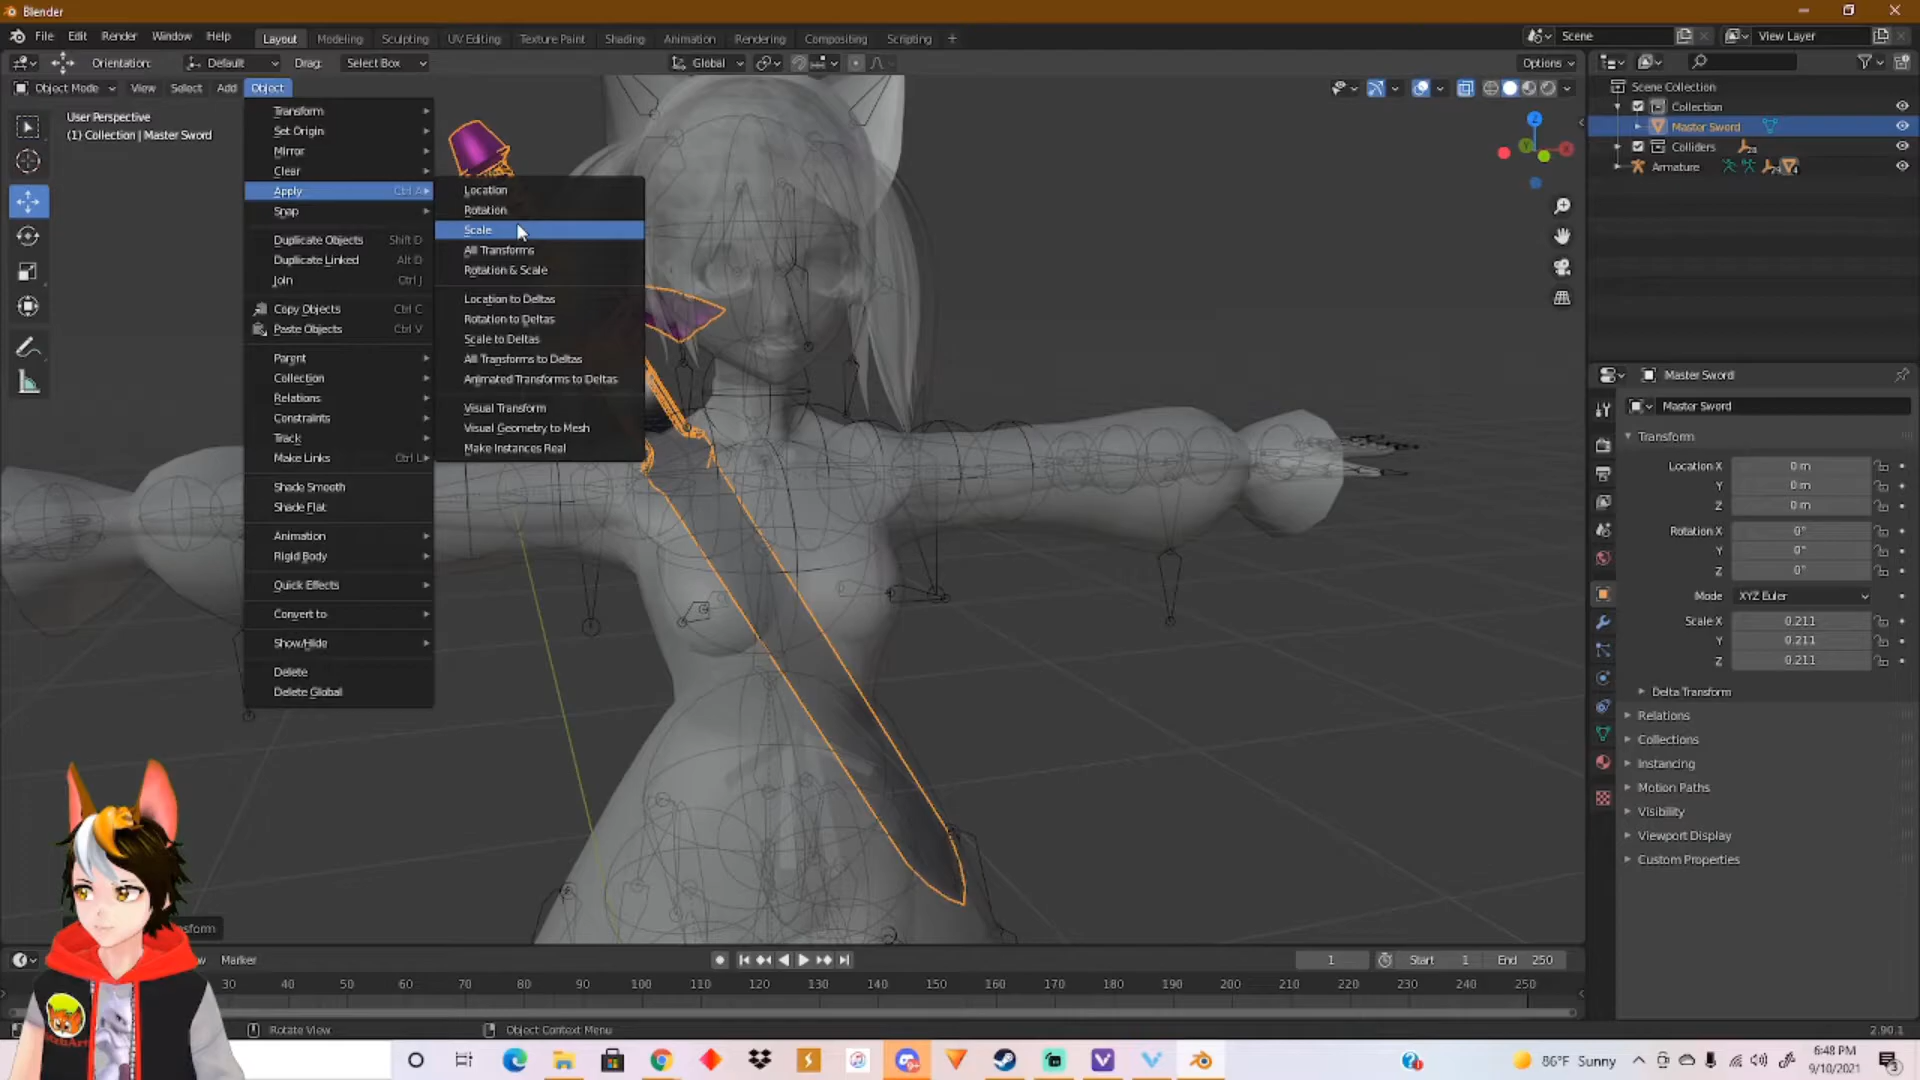 Blender
File Edit Render Window Help Layout Modeling Sculpting UV Editing Texture Paint Shading Animation Rendering Compositing Scripting + Scene View Layer
Orientation: Default Drag: Select Box Global Options
Object Mode View Select Add Object
User Perspective
(1) Collection | Master Sword
Transform
Set Origin
Mirror
Clear
Apply Ctrl A
Snap
Duplicate Objects Shift D
Duplicate Linked Alt D
Join Ctrl J
Copy Objects Ctrl C
Paste Objects Ctrl V
Parent
Collection
Relations
Constraints
Track
Make Links Ctrl L
Shade Smooth
Shade Flat
Animation
Rigid Body
Quick Effects
Convert to
Show/Hide
Delete
Delete Global
Location
Rotation
Scale
All Transforms
Rotation & Scale
Location to Deltas
Rotation to Deltas
Scale to Deltas
All Transforms to Deltas
Animated Transforms to Deltas
Visual Transform
Visual Geometry to Mesh
Make Instances Real
Z
Y
X
Scene Collection
Collection
Master Sword
Colliders
Armature
Master Sword
Master Sword
Transform
Location X 0 m
Y 0 m
Z 0 m
Rotation X 0°
Y 0°
Z 0°
Mode XYZ Euler
Scale X 0.211
Y 0.211
Z 0.211
Delta Transform
Relations
Collections
Instancing
Motion Paths
Visibility
Viewport Display
Custom Properties
Marker 1 Start 1 End 250
30 40 50 60 70 80 90 100 110 120 130 140 150 160 170 180 190 200 210 220 230 240 250
Rotate View Object Context Menu 2.90.1
86°F Sunny 6:48 PM
9/10/2021